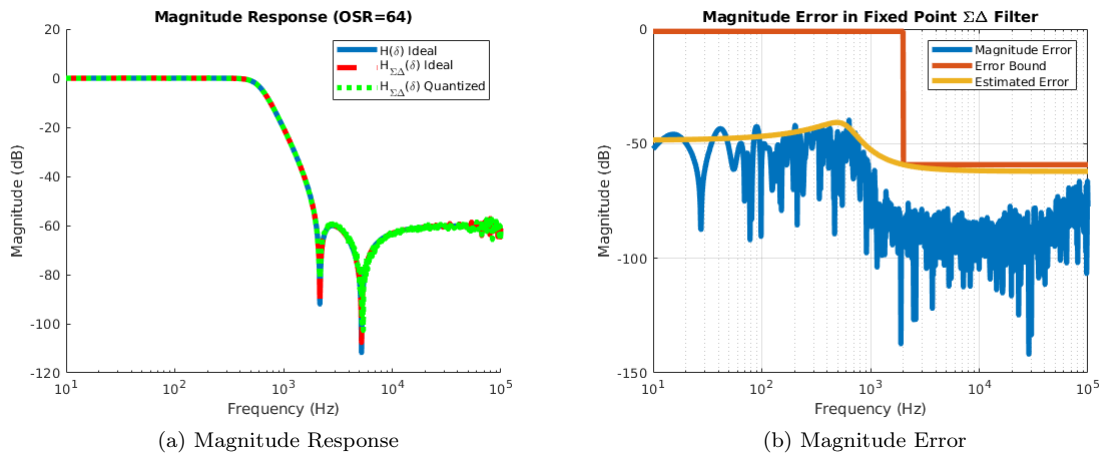 Magnitude Response (OSR=64)
20
0
-20
-40
-60
-80
-100
-120
Magnitude (dB)
H(δ) Ideal
H_ΣΔ(δ) Ideal
H_ΣΔ(δ) Quantized
10^1
10^2
10^3
10^4
10^5
Frequency (Hz)
(a) Magnitude Response
Magnitude Error in Fixed Point ΣΔ Filter
0
-50
-100
-150
Magnitude (dB)
Magnitude Error
Error Bound
Estimated Error
10^1
10^2
10^3
10^4
10^5
Frequency (Hz)
(b) Magnitude Error